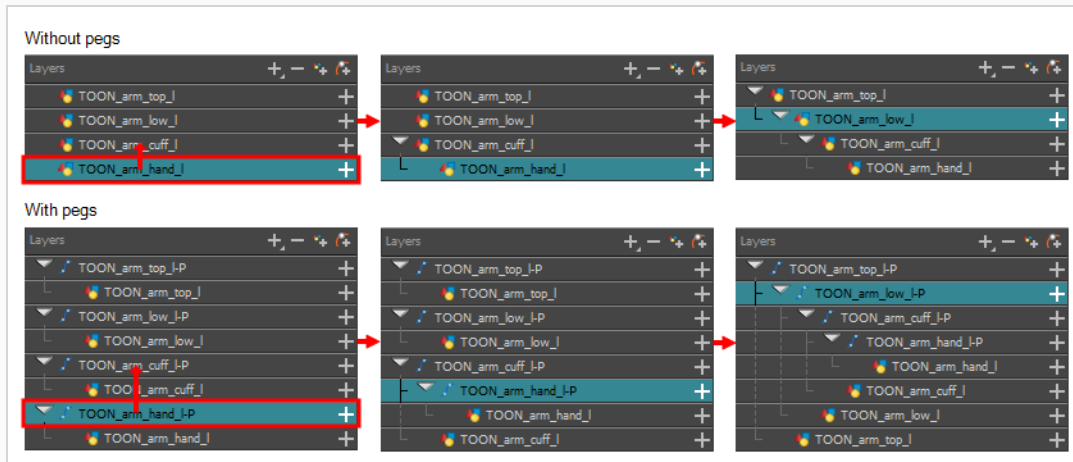 Without pegs
Layers
TOON_arm_top_l
TOON_arm_low_l
TOON_arm_cuff_l
TOON_arm_hand_l
Layers
TOON_arm_top_l
TOON_arm_low_l
TOON_arm_cuff_l
TOON_arm_hand_l
Layers
TOON_arm_top_l
TOON_arm_low_l
TOON_arm_cuff_l
TOON_arm_hand_l
With pegs
Layers
TOON_arm_top_l-P
TOON_arm_top_l
TOON_arm_low_l-P
TOON_arm_low_l
TOON_arm_cuff_l-P
TOON_arm_cuff_l
TOON_arm_hand_l-P
TOON_arm_hand_l
Layers
TOON_arm_top_l-P
TOON_arm_top_l
TOON_arm_low_l-P
TOON_arm_low_l
TOON_arm_cuff_l-P
TOON_arm_hand_l-P
TOON_arm_hand_l
TOON_arm_cuff_l
Layers
TOON_arm_top_l-P
TOON_arm_low_l-P
TOON_arm_cuff_l-P
TOON_arm_hand_l-P
TOON_arm_hand_l
TOON_arm_cuff_l
TOON_arm_low_l
TOON_arm_top_l